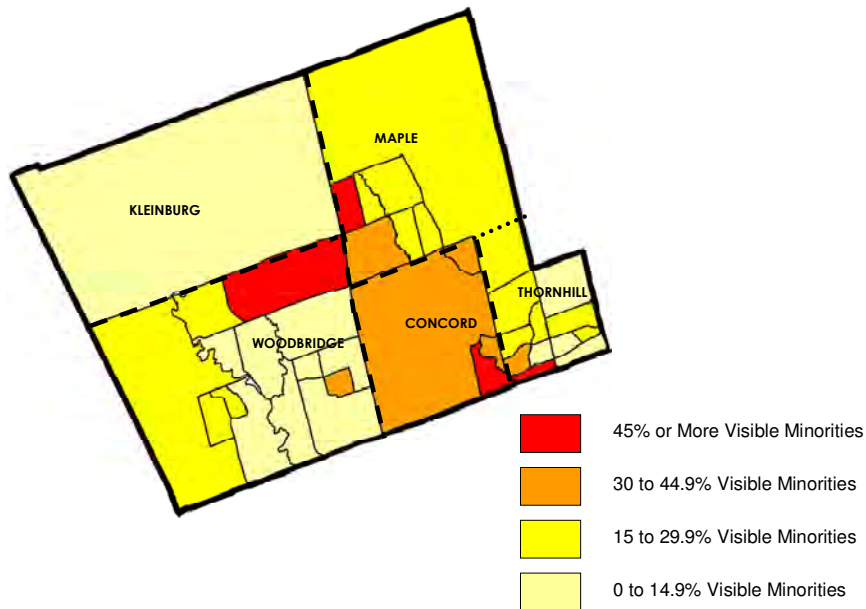 MAPLE
KLEINBURG
THORNHILL
CONCORD
WOODBRIDGE
45% or More Visible Minorities
30 to 44.9% Visible Minorities
15 to 29.9% Visible Minorities
0 to 14.9% Visible Minorities